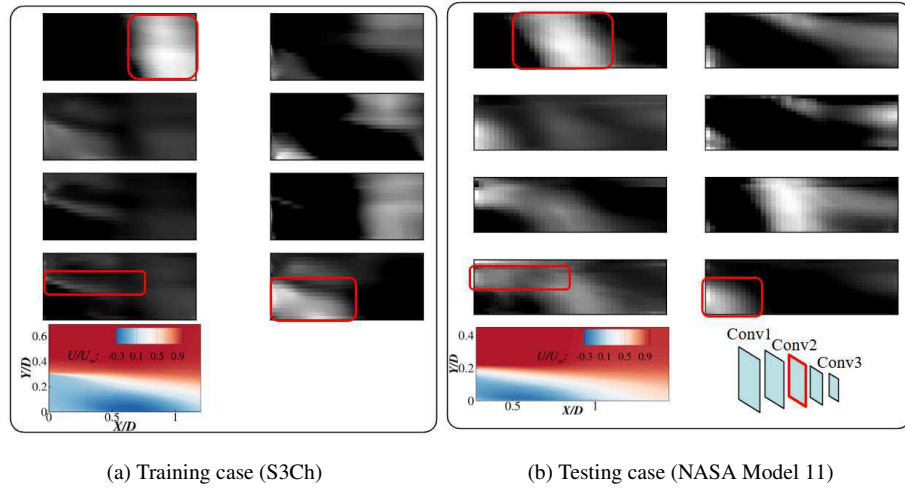 0.6
0.4
0.2
0
Y/D
U/U∞: -0.3 0.1 0.5 0.9
0 0.5 1
X/D
0.4
0.2
0
Y/D
U/U∞: -0.3 0.1 0.5 0.9
0.5 1
X/D
Conv1
Conv2
Conv3
(a) Training case (S3Ch)
(b) Testing case (NASA Model 11)